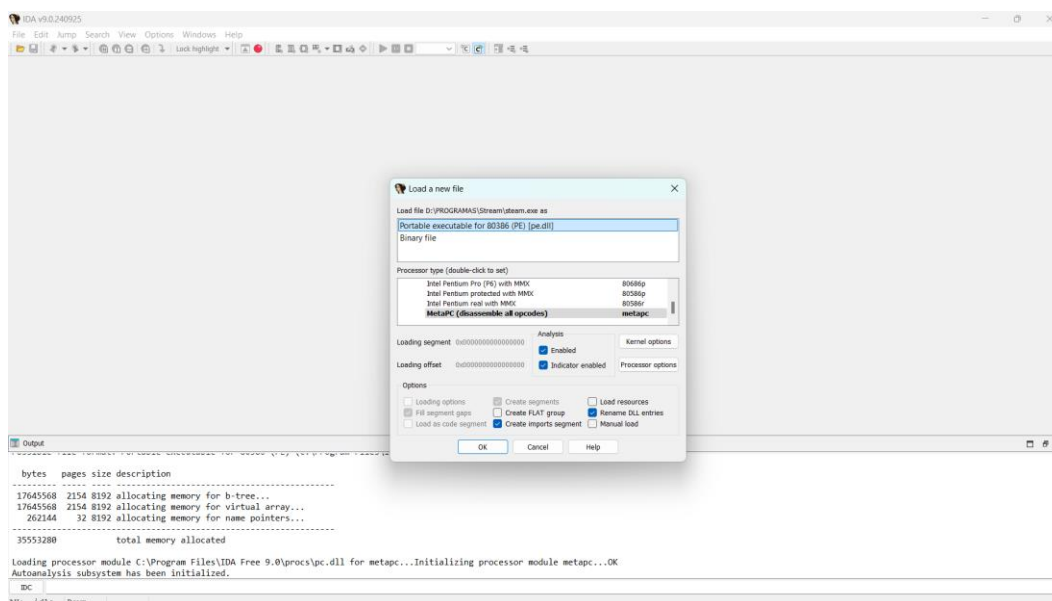 IDA v9.0.240925
File Edit Jump Search View Options Windows Help
Lock highlight
Load a new file
Load file D:\PROGRAMAS\Stream\steam.exe as
Portable executable for 80386 (PE) [pe.dll]
Binary file
Processor type (double-click to set)
Intel Pentium Pro (P6) with MMX 80686p
Intel Pentium protected with MMX 80586p
Intel Pentium real with MMX 80586r
MetaPC (disassemble all opcodes) metapc
Analysis
Loading segment 0x0000000000000000 Enabled Kernel options
Loading offset 0x0000000000000000 Indicator enabled Processor options
Options
Loading options Create segments Load resources
Fill segment gaps Create FLAT group Rename DLL entries
Load as code segment Create imports segment Manual load
OK Cancel Help
Output
bytes pages size description
--------- ----- ---- --------------------------------------------
17645568 2154 8192 allocating memory for b-tree...
17645568 2154 8192 allocating memory for virtual array...
262144 32 8192 allocating memory for name pointers...
-----------------------------------------------------------------
35553280 total memory allocated
Loading processor module C:\Program Files\IDA Free 9.0\procs\pc.dll for metapc...Initializing processor module metapc...OK
Autoanalysis subsystem has been initialized.
IDC